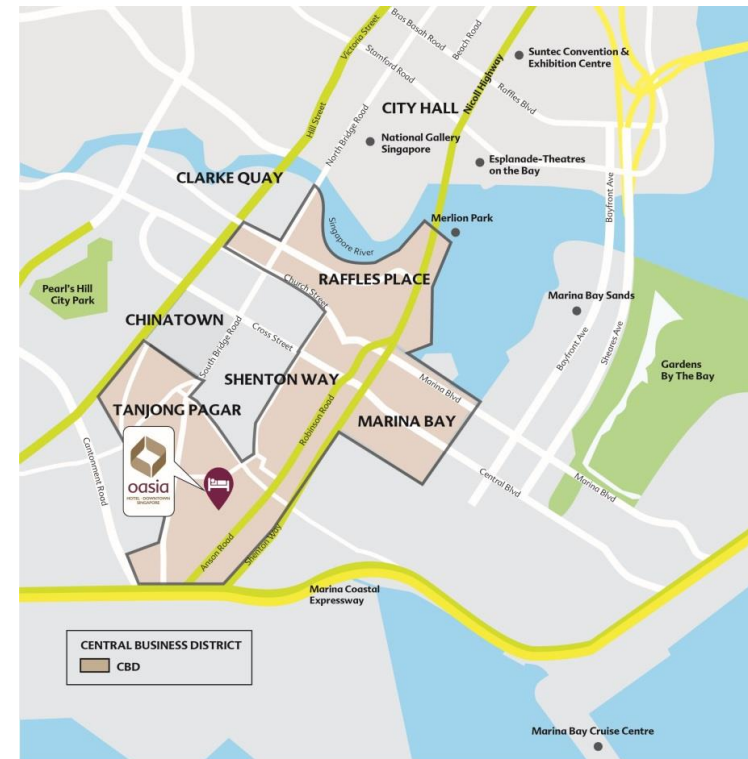 Bras Basah Road
Victoria Street
Beach Road
Stamford Road
Suntec Convention &
Exhibition Centre
Nicoll Highway
Raffles Blvd
CITY HALL
Hill Street
North Bridge Road
National Gallery
Singapore
Esplanade-Theatres
on the Bay
CLARKE QUAY
Bayfront Ave
Merlion Park
Singapore River
RAFFLES PLACE
Pearl's Hill
City Park
Church Street
Marina Bay Sands
CHINATOWN
Cross Street
South Bridge Road
Bayfront Ave
Sheares Ave
Gardens
By The Bay
SHENTON WAY
Marina Blvd
TANJONG PAGAR
Robinson Road
MARINA BAY
Cantonment Road
oasia
HOTEL · DOWNTOWN
SINGAPORE
Central Blvd
Marina Blvd
Anson Road
Shenton Way
Marina Coastal
Expressway
CENTRAL BUSINESS DISTRICT
CBD
Marina Bay Cruise Centre